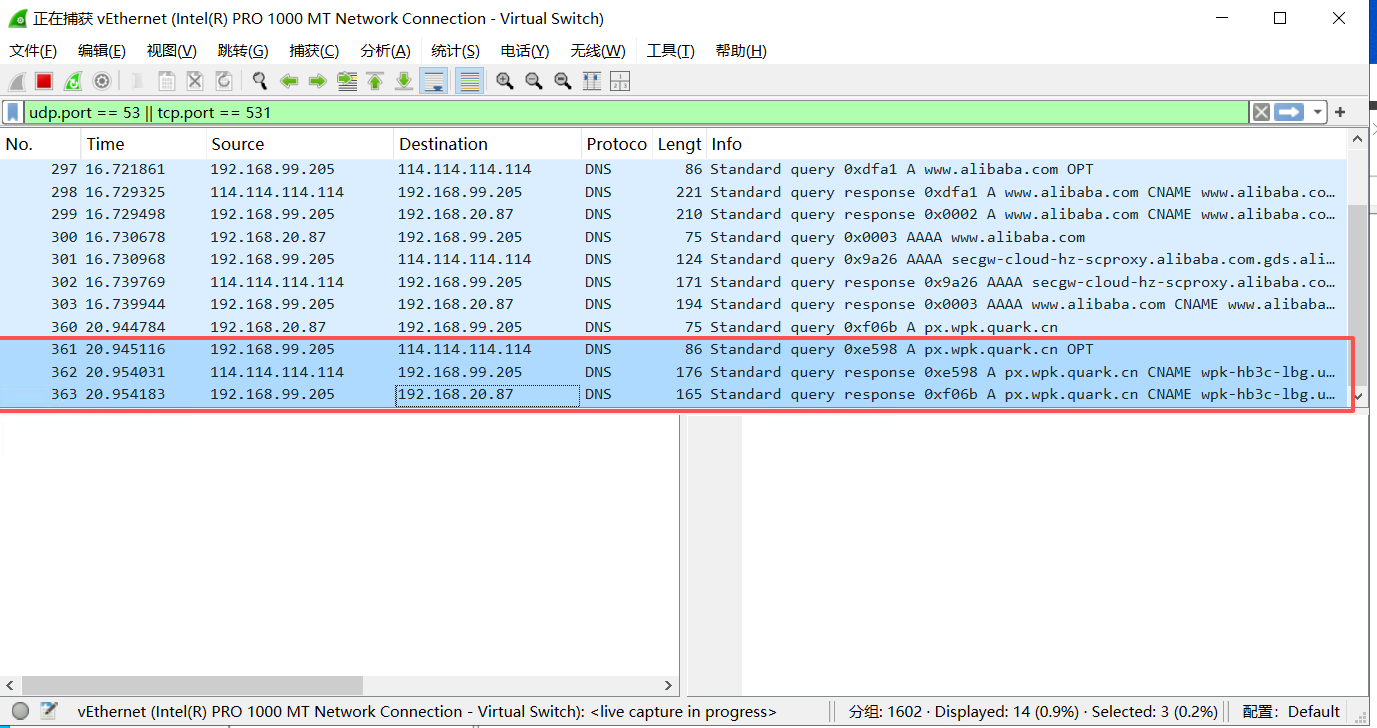 正在捕获 vEthernet (Intel(R) PRO 1000 MT Network Connection - Virtual Switch)
文件(F) 编辑(E) 视图(V) 跳转(G) 捕获(C) 分析(A) 统计(S) 电话(Y) 无线(W) 工具(T) 帮助(H)
udp.port == 53 || tcp.port == 531
No. Time Source Destination Protoco Lengt Info
297 16.721861 192.168.99.205 114.114.114.114 DNS 86 Standard query 0xdfa1 A www.alibaba.com OPT
298 16.729325 114.114.114.114 192.168.99.205 DNS 221 Standard query response 0xdfa1 A www.alibaba.com CNAME www.alibaba.co…
299 16.729498 192.168.99.205 192.168.20.87 DNS 210 Standard query response 0x0002 A www.alibaba.com CNAME www.alibaba.co…
300 16.730678 192.168.20.87 192.168.99.205 DNS 75 Standard query 0x0003 AAAA www.alibaba.com
301 16.730968 192.168.99.205 114.114.114.114 DNS 124 Standard query 0x9a26 AAAA secgw-cloud-hz-scproxy.alibaba.com.gds.ali…
302 16.739769 114.114.114.114 192.168.99.205 DNS 171 Standard query response 0x9a26 AAAA secgw-cloud-hz-scproxy.alibaba.co…
303 16.739944 192.168.99.205 192.168.20.87 DNS 194 Standard query response 0x0003 AAAA www.alibaba.com CNAME www.alibaba…
360 20.944784 192.168.20.87 192.168.99.205 DNS 75 Standard query 0xf06b A px.wpk.quark.cn
361 20.945116 192.168.99.205 114.114.114.114 DNS 86 Standard query 0xe598 A px.wpk.quark.cn OPT
362 20.954031 114.114.114.114 192.168.99.205 DNS 176 Standard query response 0xe598 A px.wpk.quark.cn CNAME wpk-hb3c-lbg.u…
363 20.954183 192.168.99.205 192.168.20.87 DNS 165 Standard query response 0xf06b A px.wpk.quark.cn CNAME wpk-hb3c-lbg.u…
vEthernet (Intel(R) PRO 1000 MT Network Connection - Virtual Switch): <live capture in progress> 分组: 1602 · Displayed: 14 (0.9%) · Selected: 3 (0.2%) 配置: Default